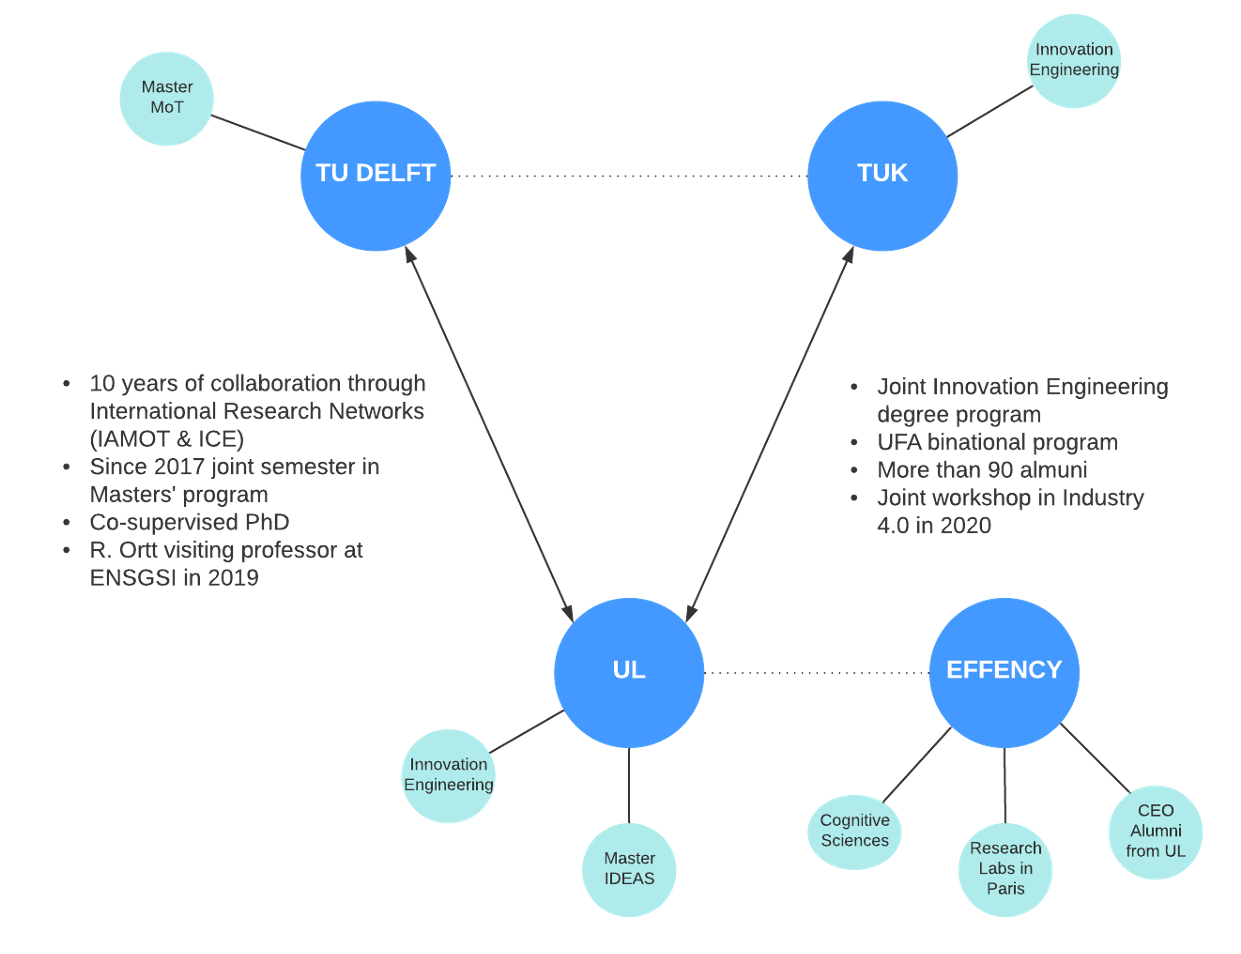 Innovation
Engineering
Master
MoT
TU DELFT
TUK
• 10 years of collaboration through
International Research Networks
(IAMOT & ICE)
• Since 2017 joint semester in
Masters' program
• Co-supervised PhD
• R. Ortt visiting professor at
ENSGSI in 2019
• Joint Innovation Engineering
degree program
• UFA binational program
• More than 90 almuni
• Joint workshop in Industry
4.0 in 2020
UL
EFFENCY
Innovation
Engineering
Master
IDEAS
Cognitive
Sciences
Research
Labs in
Paris
CEO
Alumni
from UL